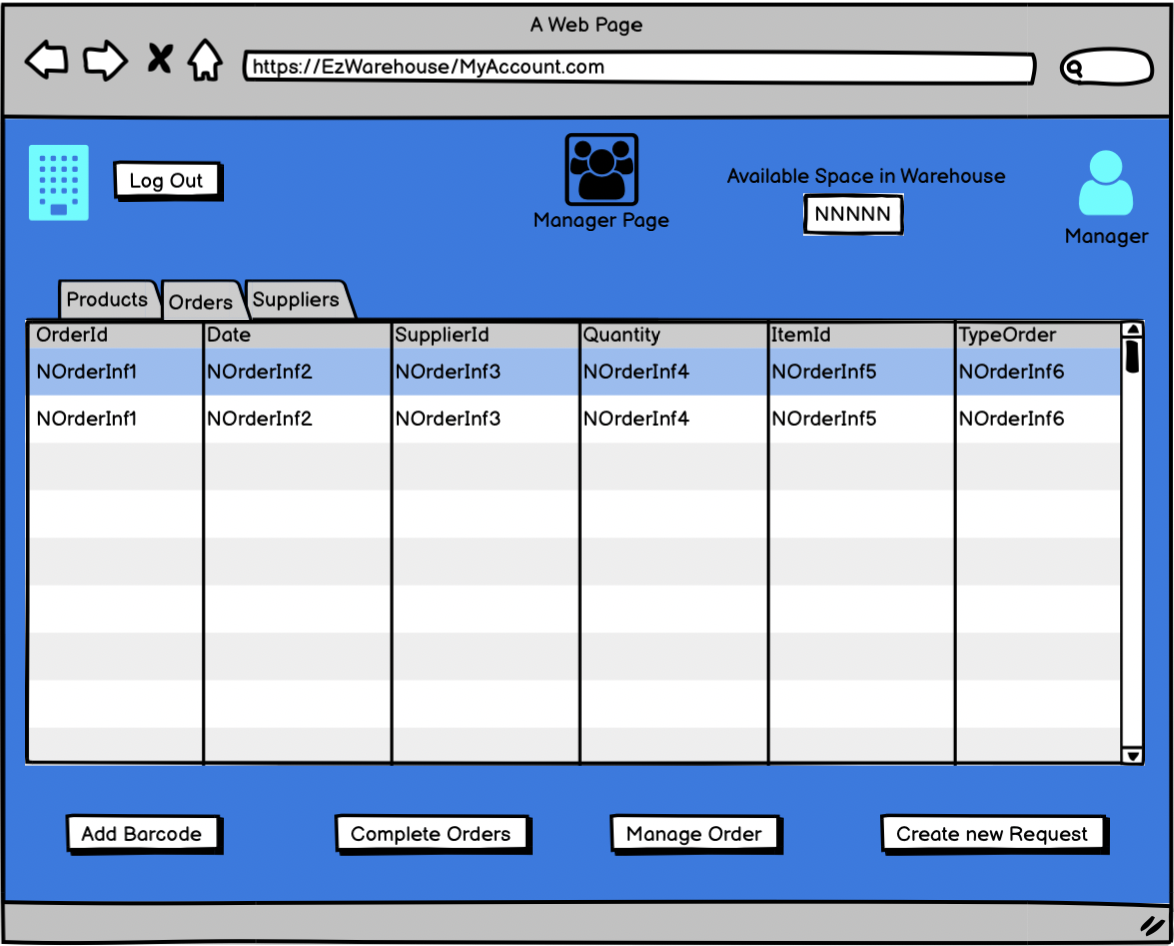 A Web Page
https://EzWarehouse/MyAccount.com
Log Out
Manager Page
Available Space in Warehouse
NNNNN
Manager
Products Orders Suppliers
OrderId Date SupplierId Quantity ItemId TypeOrder
NOrderInf1 NOrderInf2 NOrderInf3 NOrderInf4 NOrderInf5 NOrderInf6
NOrderInf1 NOrderInf2 NOrderInf3 NOrderInf4 NOrderInf5 NOrderInf6
Add Barcode Complete Orders Manage Order Create new Request